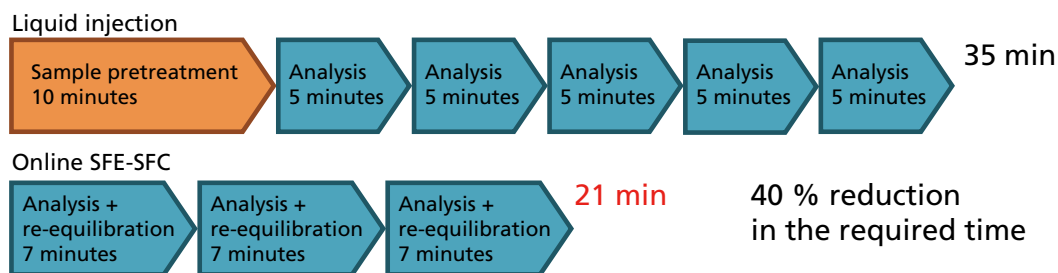 Liquid injection
Sample pretreatment
10 minutes
Analysis
5 minutes
Analysis
5 minutes
Analysis
5 minutes
Analysis
5 minutes
Analysis
5 minutes
35 min
Online SFE-SFC
Analysis +
re-equilibration
7 minutes
Analysis +
re-equilibration
7 minutes
Analysis +
re-equilibration
7 minutes
21 min
40 % reduction
in the required time